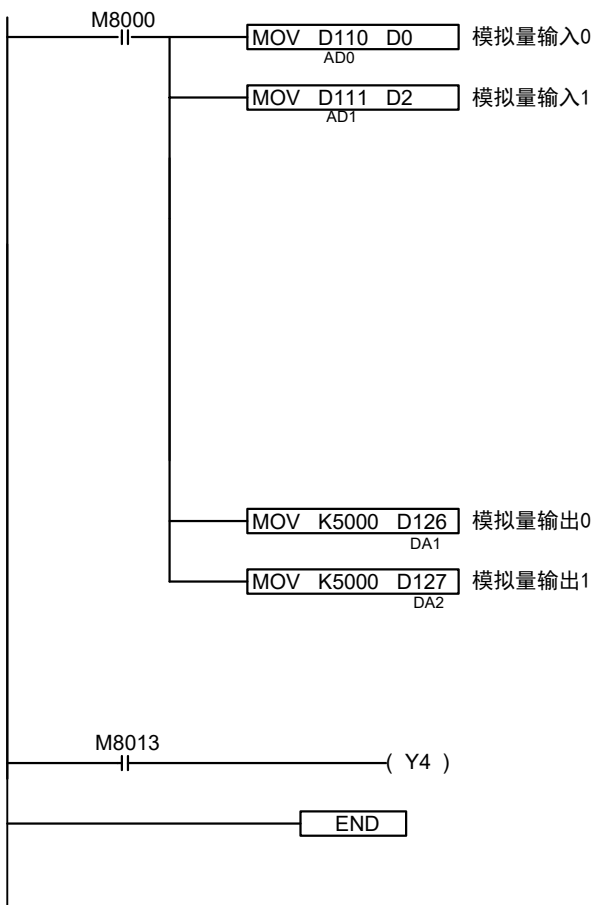 M8000
MOV D110 D0 模拟量输入0
AD0
MOV D111 D2 模拟量输入1
AD1
MOV K5000 D126 模拟量输出0
DA1
MOV K5000 D127 模拟量输出1
DA2
M8013
( Y4 )
END